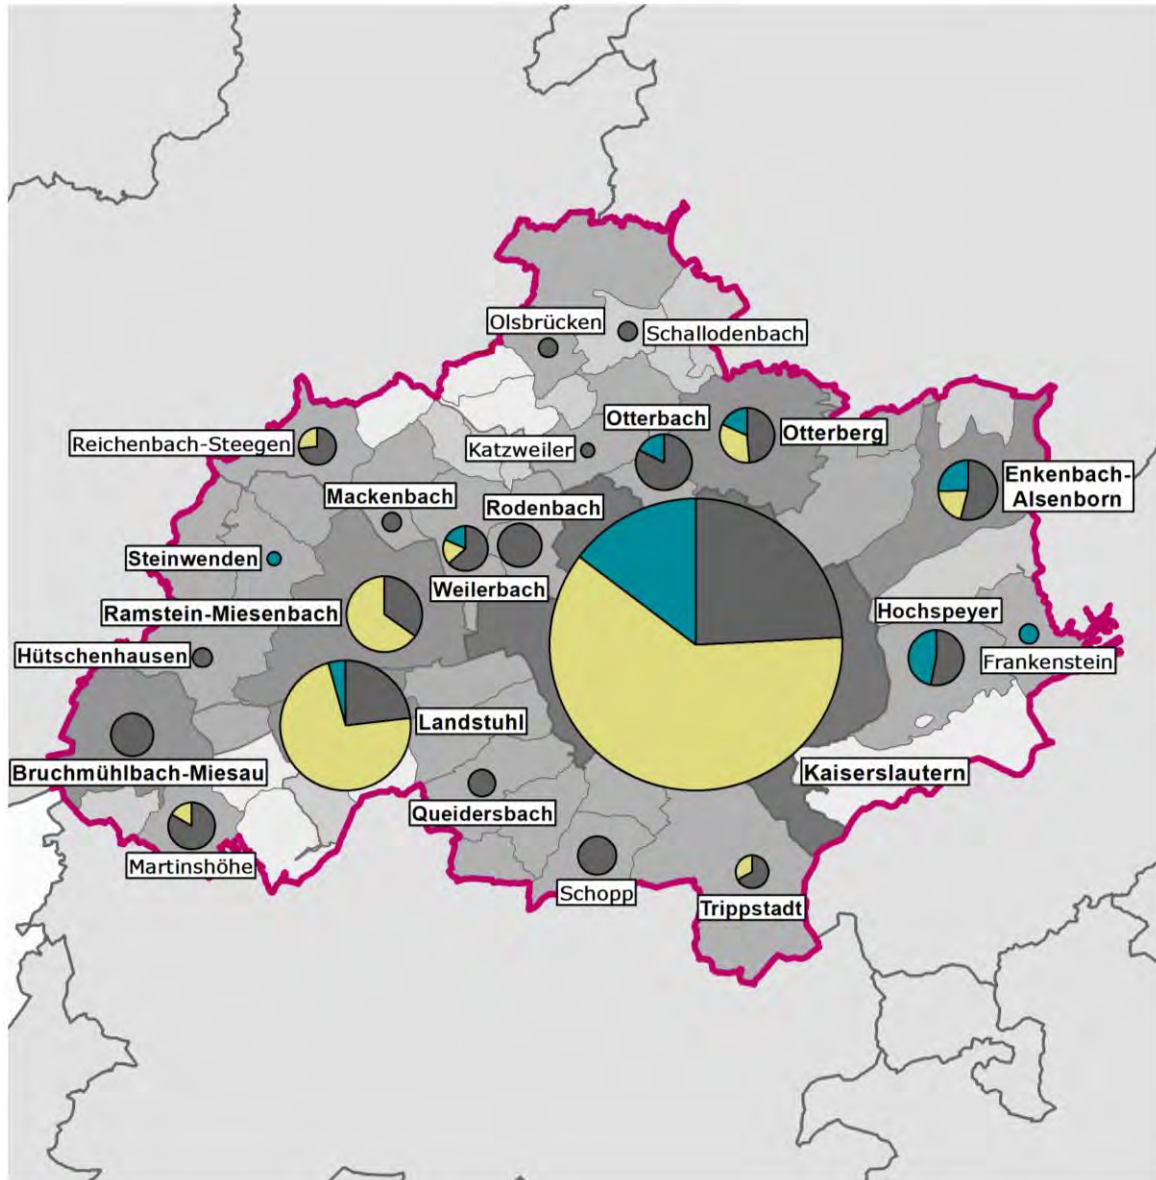 Olsbrücken
Schallodenbach
Otterbach
Otterberg
Reichenbach-Steegen
Katzweiler
Enkenbach-
Alsenborn
Mackenbach
Rodenbach
Steinwenden
Weilerbach
Ramstein-Miesenbach
Hochspeyer
Hütschenhausen
Frankenstein
Landstuhl
Bruchmühlbach-Miesau
Kaiserslautern
Queidersbach
Martinshöhe
Schopp
Trippstadt